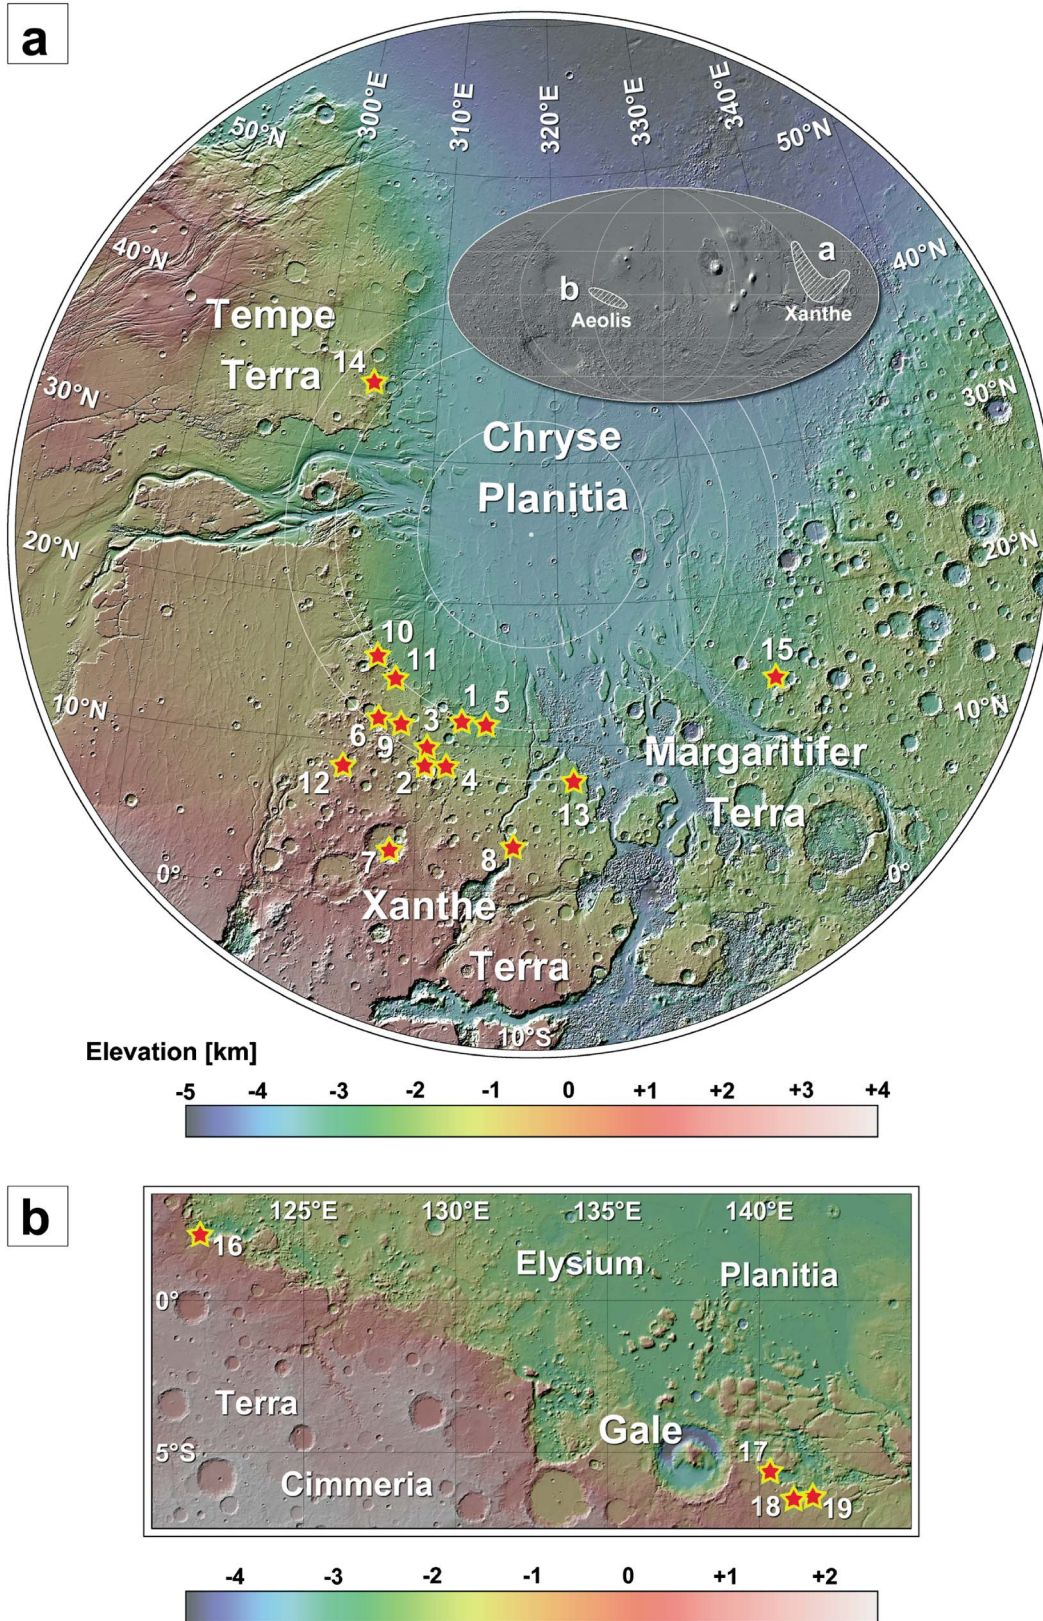 a
50°N
300°E
310°E
320°E
330°E
340°E
50°N
40°N
40°N
a
b
Aeolis
Xanthe
Tempe
Terra
14
30°N
30°N
Chryse
Planitia
20°N
20°N
10
11
15
10°N
10°N
1
5
3
6
9
12
2
4
13
Margaritifer
Terra
7
8
0°
0°
Xanthe
Terra
10°S
Elevation [km]
-5 -4 -3 -2 -1 0 +1 +2 +3 +4
b
125°E 130°E 135°E 140°E
16
Elysium
Planitia
0°
Terra
Cimmeria
Gale
5°S
17
18
19
-4 -3 -2 -1 0 +1 +2